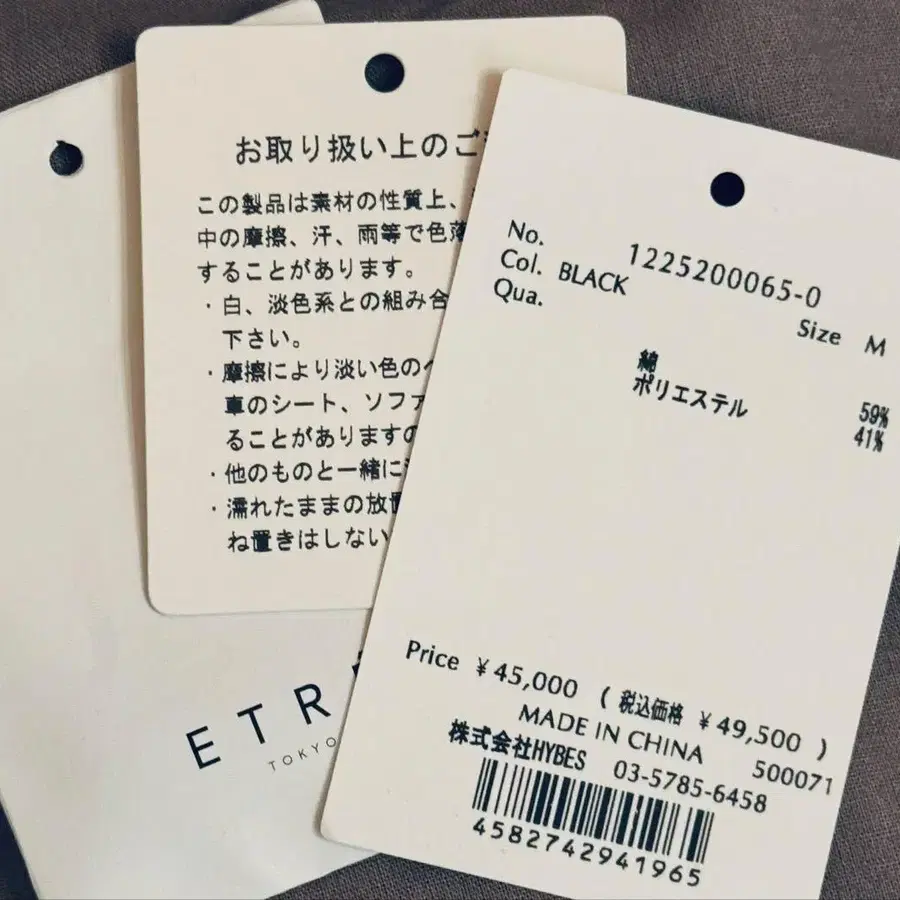 お取り扱い上のご
この製品は素材の性質上、
中の摩擦、汗、雨等で色落
することがあります。
・白、淡色系との組み合
下さい。
・摩擦により淡い色の
車のシート、ソファ
ることがありますの
・他のものと一緒に
・濡れたままの放置
ね置きはしない
ETR
TOKYO
No. 1225200065-0
Col. BLACK
Qua. Size M
綿 59%
ポリエステル 41%
Price ¥45,000 ( 税込価格 ¥49,500 )
MADE IN CHINA 500071
株式会社HYBES 03-5785-6458
4582742941965